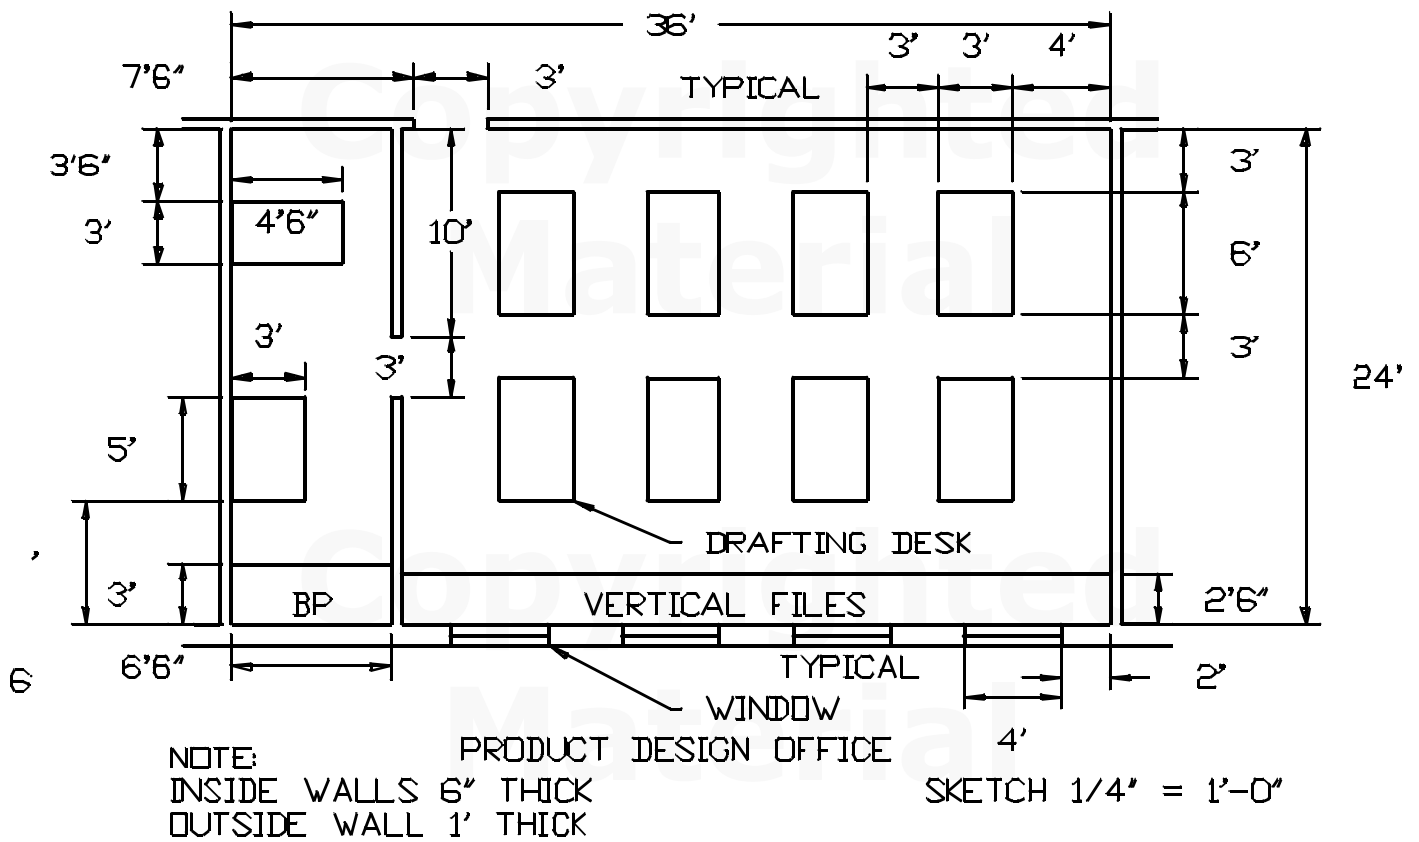 36'
3' 3' 4'
7'6" 3' TYPICAL
3'6" 3'
4'6"
3' 10' 6'
3' 3'
3' 24'
5'
DRAFTING DESK
'
3' BP VERTICAL FILES 2'6"
6 6'6" TYPICAL 2'
WINDOW
4'
PRODUCT DESIGN OFFICE
NOTE:
INSIDE WALLS 6" THICK SKETCH 1/4" = 1'-0"
OUTSIDE WALL 1' THICK
Copyrighted
Material
Copyrighted
Material